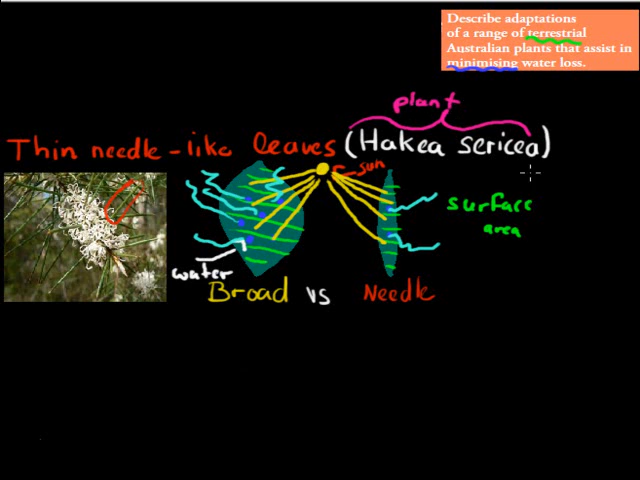 Describe adaptations
of a range of terrestrial
Australian plants that assist in
minimising water loss.
plant
Thin needle-like leaves (Hakea sericea)
sun
surface
area
water
Broad vs Needle